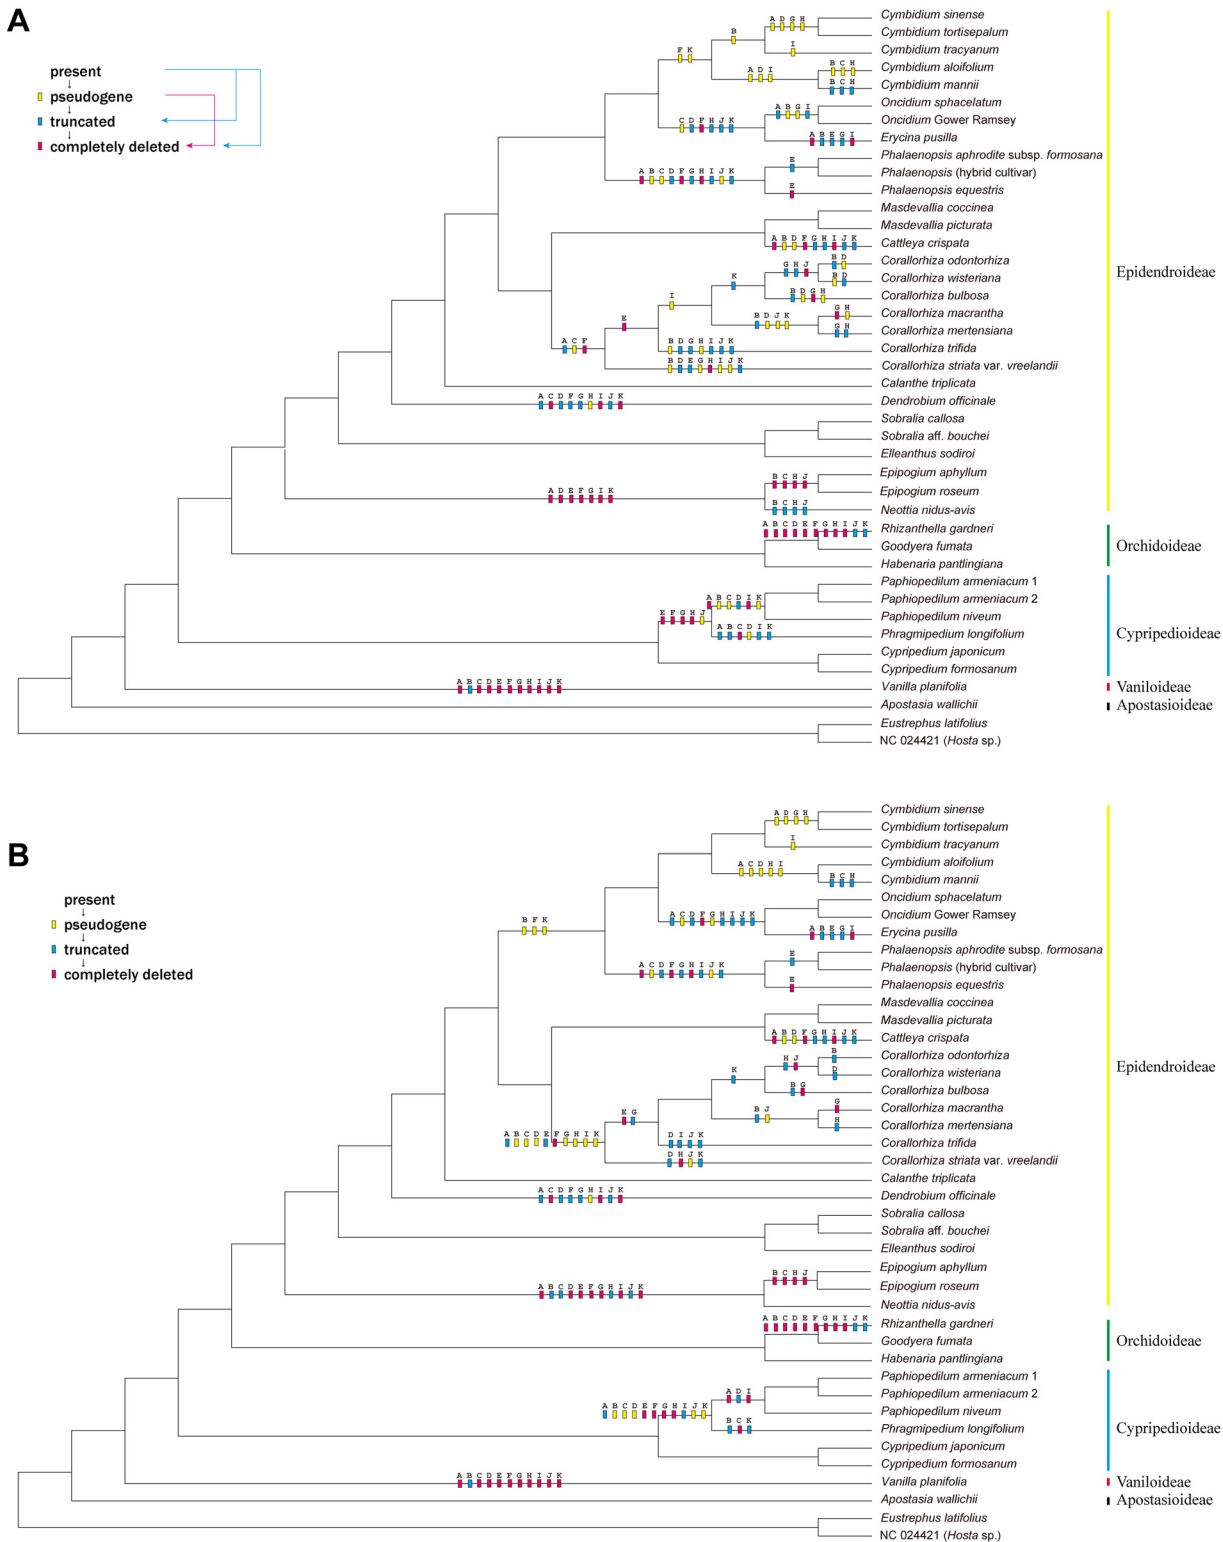 A
present
pseudogene
truncated
completely deleted
A D G H
Cymbidium sinense
B
Cymbidium tortisepalum
I
Cymbidium tracyanum
F K
A D I
B C H
Cymbidium aloifolium
B C H
Cymbidium mannii
A B G I
Oncidium sphacelatum
C D F H J K
Oncidium Gower Ramsey
A B E G I
Erycina pusilla
E
Phalaenopsis aphrodite subsp. formosana
A B C D F G H I J K
Phalaenopsis (hybrid cultivar)
E
Phalaenopsis equestris
Masdevallia coccinea
Masdevallia picturata
A B D F G H I J K
Cattleya crispata
B D
Corallorhiza odontorhiza
G H J
K
B D
Corallorhiza wisteriana
I
B D G H
Corallorhiza bulbosa
E
G H
Corallorhiza macrantha
B D J K
G H
Corallorhiza mertensiana
A C F
B D G H I J K
Corallorhiza trifida
B D E G H I J K
Corallorhiza striata var. vreelandii
Calanthe triplicata
A C D F G H I J K
Dendrobium officinale
Sobralia callosa
Sobralia aff. bouchei
Elleanthus sodiroi
B C H J
Epipogium aphyllum
A D E F G I K
Epipogium roseum
B C H J
Neottia nidus-avis
Epidendroideae
A B C D E F G H I J K
Rhizanthella gardneri
Goodyera fumata
Habenaria pantlingiana
Orchidoideae
Paphiopedilum armeniacum 1
A B C D I K
Paphiopedilum armeniacum 2
E F G H J
Paphiopedilum niveum
A B C D I K
Phragmipedium longifolium
Cypripedium japonicum
Cypripedium formosanum
Cypripedioideae
A B C D E F G H I J K
Vanilla planifolia
Vaniloideae
Apostasia wallichii
Apostasioideae
Eustrephus latifolius
NC 024421 (Hosta sp.)
B
present
pseudogene
truncated
completely deleted
A D G H
Cymbidium sinense
Cymbidium tortisepalum
I
Cymbidium tracyanum
A C D H I
Cymbidium aloifolium
B C H
Cymbidium mannii
Oncidium sphacelatum
A C D F G H I J K
Oncidium Gower Ramsey
B F K
A B E G I
Erycina pusilla
E
Phalaenopsis aphrodite subsp. formosana
A C D F G H I J K
Phalaenopsis (hybrid cultivar)
E
Phalaenopsis equestris
Masdevallia coccinea
Masdevallia picturata
A B D F G H I J K
Cattleya crispata
B
Corallorhiza odontorhiza
H J
K
D
Corallorhiza wisteriana
B G
Corallorhiza bulbosa
E G
G
Corallorhiza macrantha
B J
H
Corallorhiza mertensiana
A B C D E F G H I K
D I J K
Corallorhiza trifida
D H J K
Corallorhiza striata var. vreelandii
Calanthe triplicata
A C D F G H I J K
Dendrobium officinale
Sobralia callosa
Sobralia aff. bouchei
Elleanthus sodiroi
B C H J
Epipogium aphyllum
A B C D E F G H I J K
Epipogium roseum
Neottia nidus-avis
Epidendroideae
A B C D E F G H I J K
Rhizanthella gardneri
Goodyera fumata
Habenaria pantlingiana
Orchidoideae
Paphiopedilum armeniacum 1
A D I
Paphiopedilum armeniacum 2
A B C D E F G H I J K
Paphiopedilum niveum
B C K
Phragmipedium longifolium
Cypripedium japonicum
Cypripedium formosanum
Cypripedioideae
A B C D E F G H I J K
Vanilla planifolia
Vaniloideae
Apostasia wallichii
Apostasioideae
Eustrephus latifolius
NC 024421 (Hosta sp.)